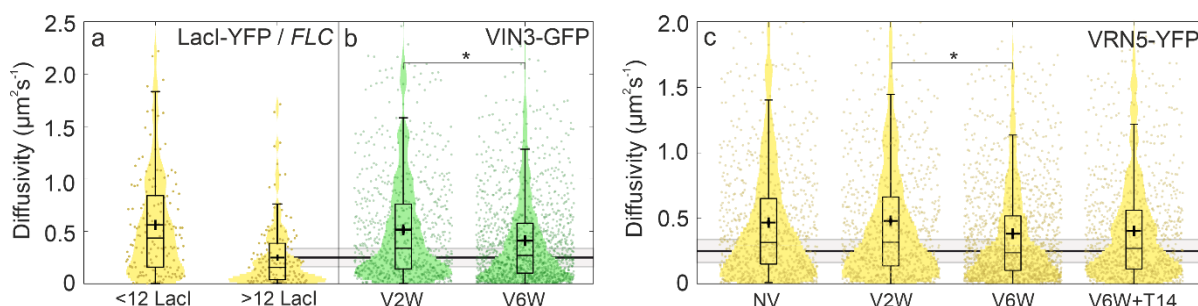 a
LacI-YFP / FLC
b
VIN3-GFP
*
Diffusivity (µm²s⁻¹)
2.5
2.0
1.5
1.0
0.5
0
<12 LacI
>12 LacI
V2W
V6W
c
VRN5-YFP
*
Diffusivity (µm²s⁻¹)
2.0
1.5
1.0
0.5
0.0
NV
V2W
V6W
V6W+T14